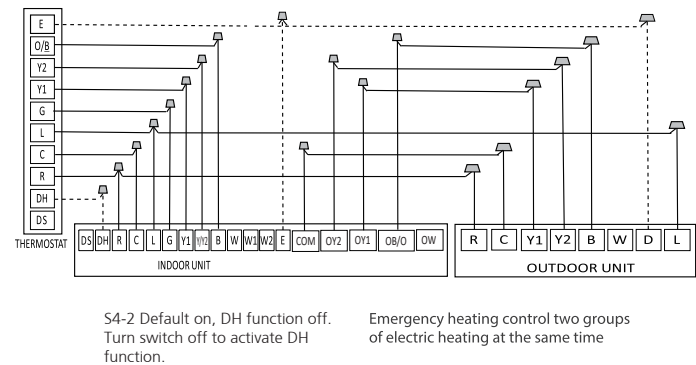 E
O/B
Y2
Y1
G
L
C
R
DH
DS
THERMOSTAT
DS DH R C L G Y1 Y/Y2 B W W1 W2 E COM OY2 OY1 OB/O OW
INDOOR UNIT
R C Y1 Y2 B W D L
OUTDOOR UNIT
S4-2 Default on, DH function off.
Turn switch off to activate DH
function.
Emergency heating control two groups
of electric heating at the same time